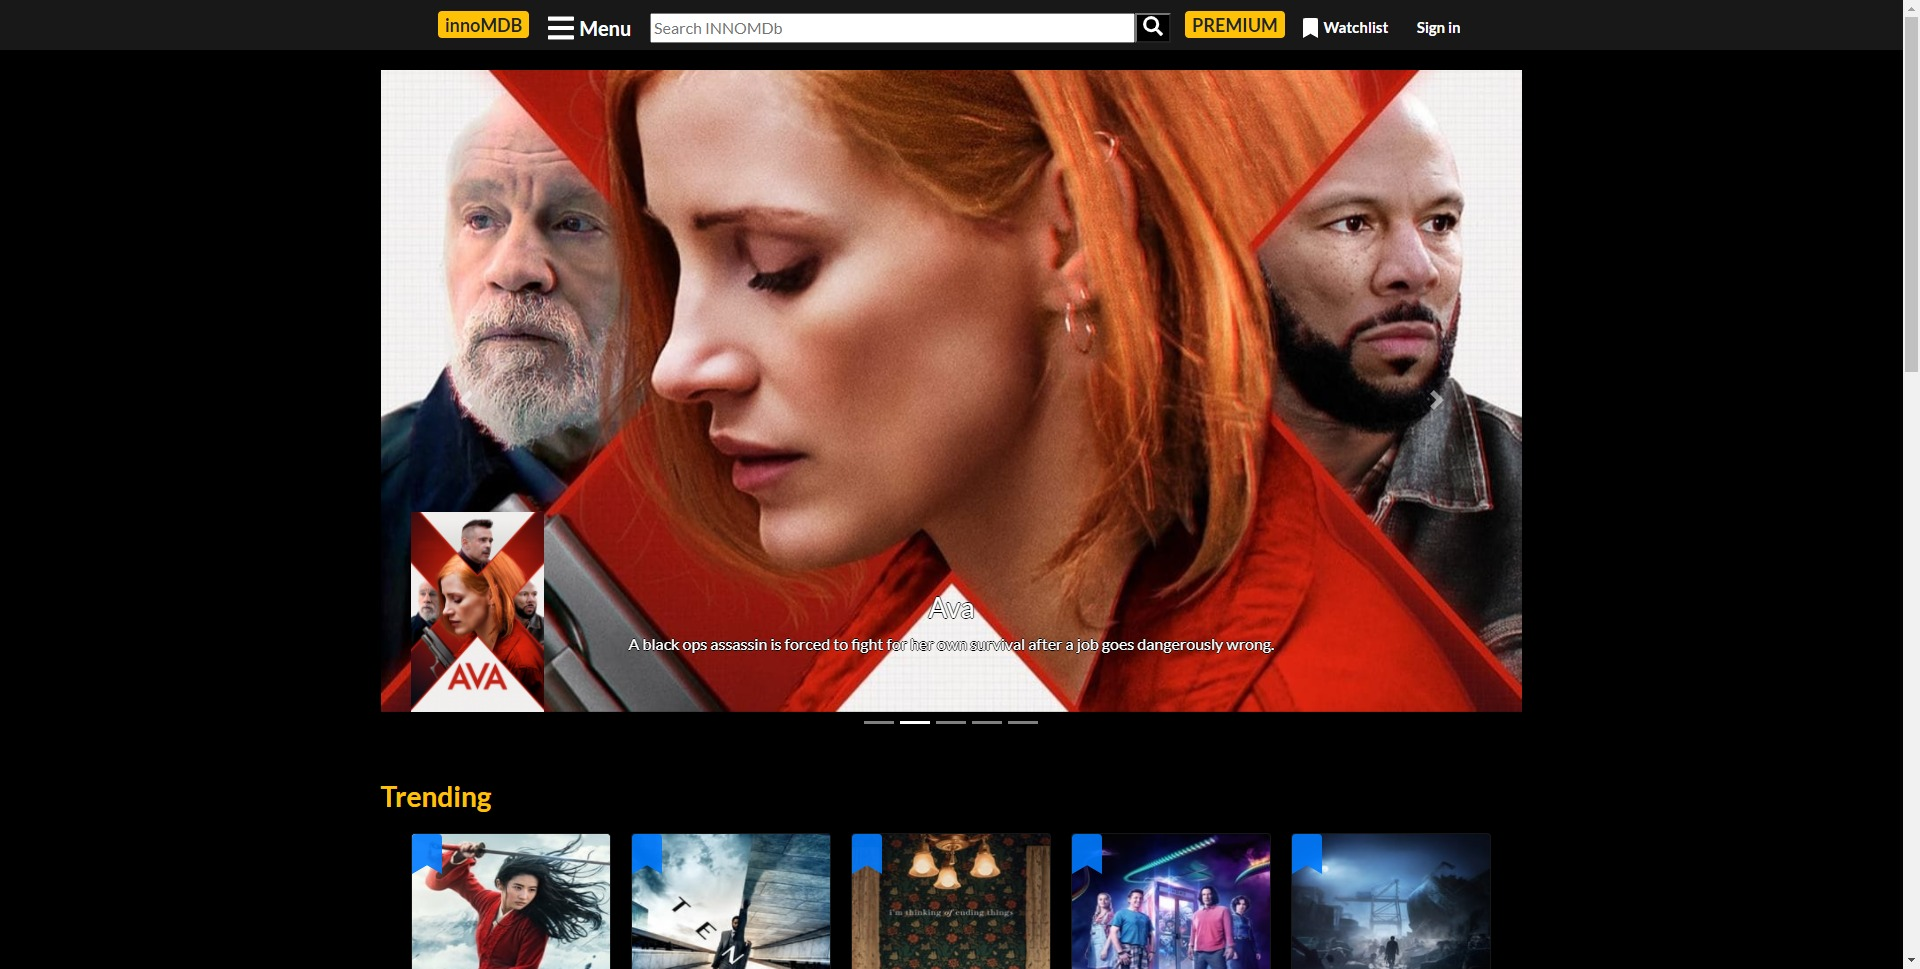 innoMDB
Menu
Search INNOMDb
PREMIUM
Watchlist
Sign in
AVA
Ava
A black ops assassin is forced to fight for her own survival after a job goes dangerously wrong.
Trending
TEN
i'm thinking of ending things